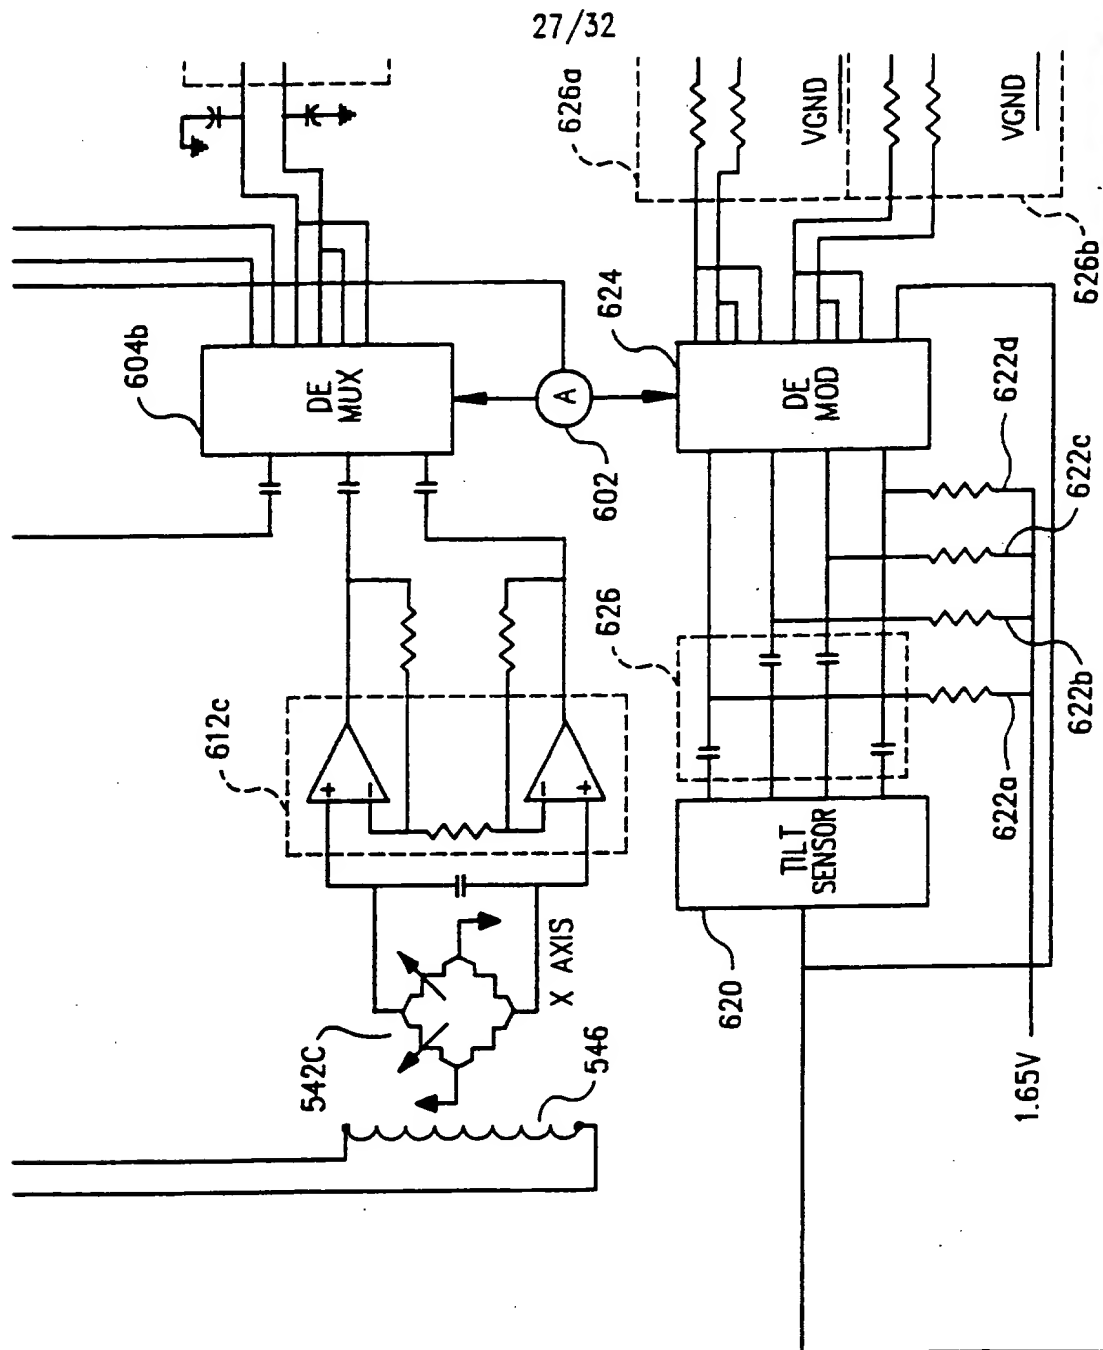 27/32
626a
VGND
VGND
626b
604b
DE
MUX
624
DE
MOD
A
602
622d
622c
622b
622a
626
612c
+
−
−
+
TILT
SENSOR
620
X AXIS
542C
546
1.65V